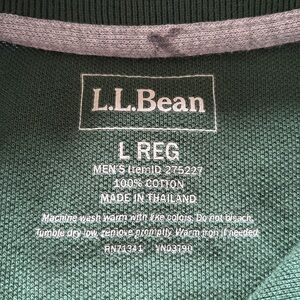 L.L.Bean
L REG
MEN'S ItemID 275227
100% COTTON
MADE IN THAILAND
Machine wash warm with like colors. Do not bleach.
Tumble dry low, remove promptly. Warm iron if needed.
RN71341 VN03790